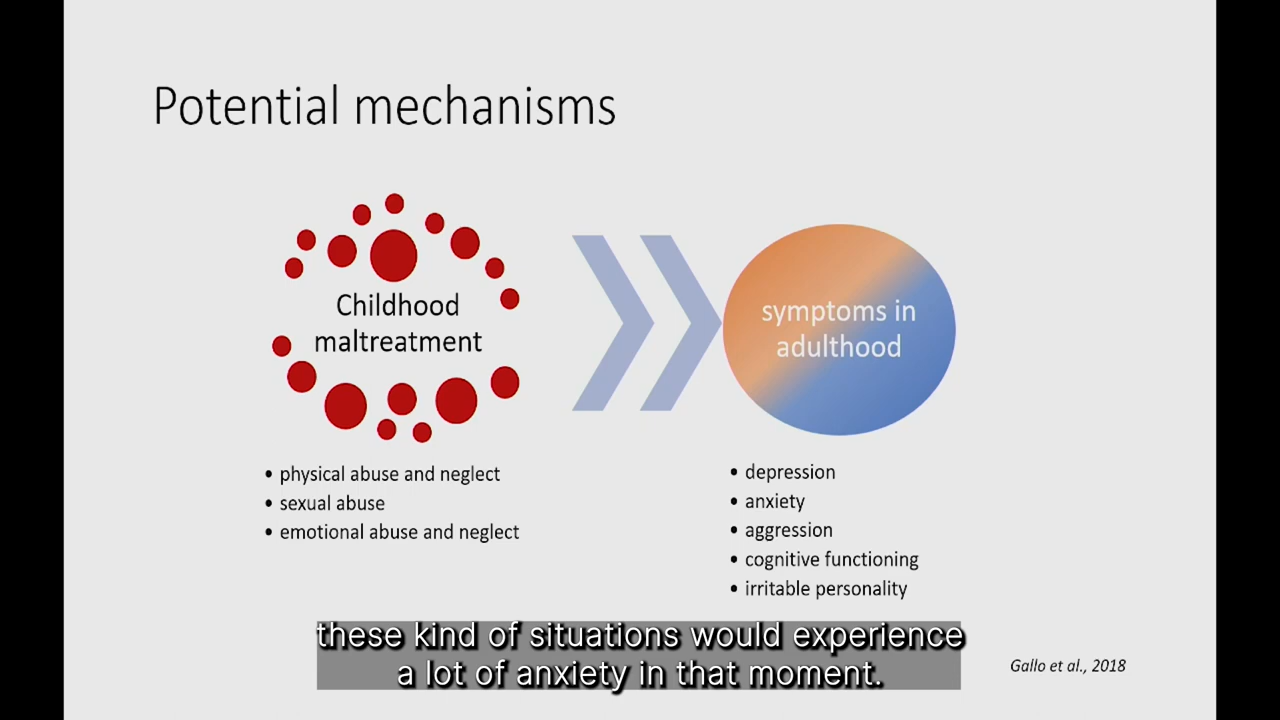 Potential mechanisms
Childhood
maltreatment
symptoms in
adulthood
• physical abuse and neglect
• sexual abuse
• emotional abuse and neglect
• depression
• anxiety
• aggression
• cognitive functioning
• irritable personality
these kind of situations would experience
a lot of anxiety in that moment.
Gallo et al., 2018